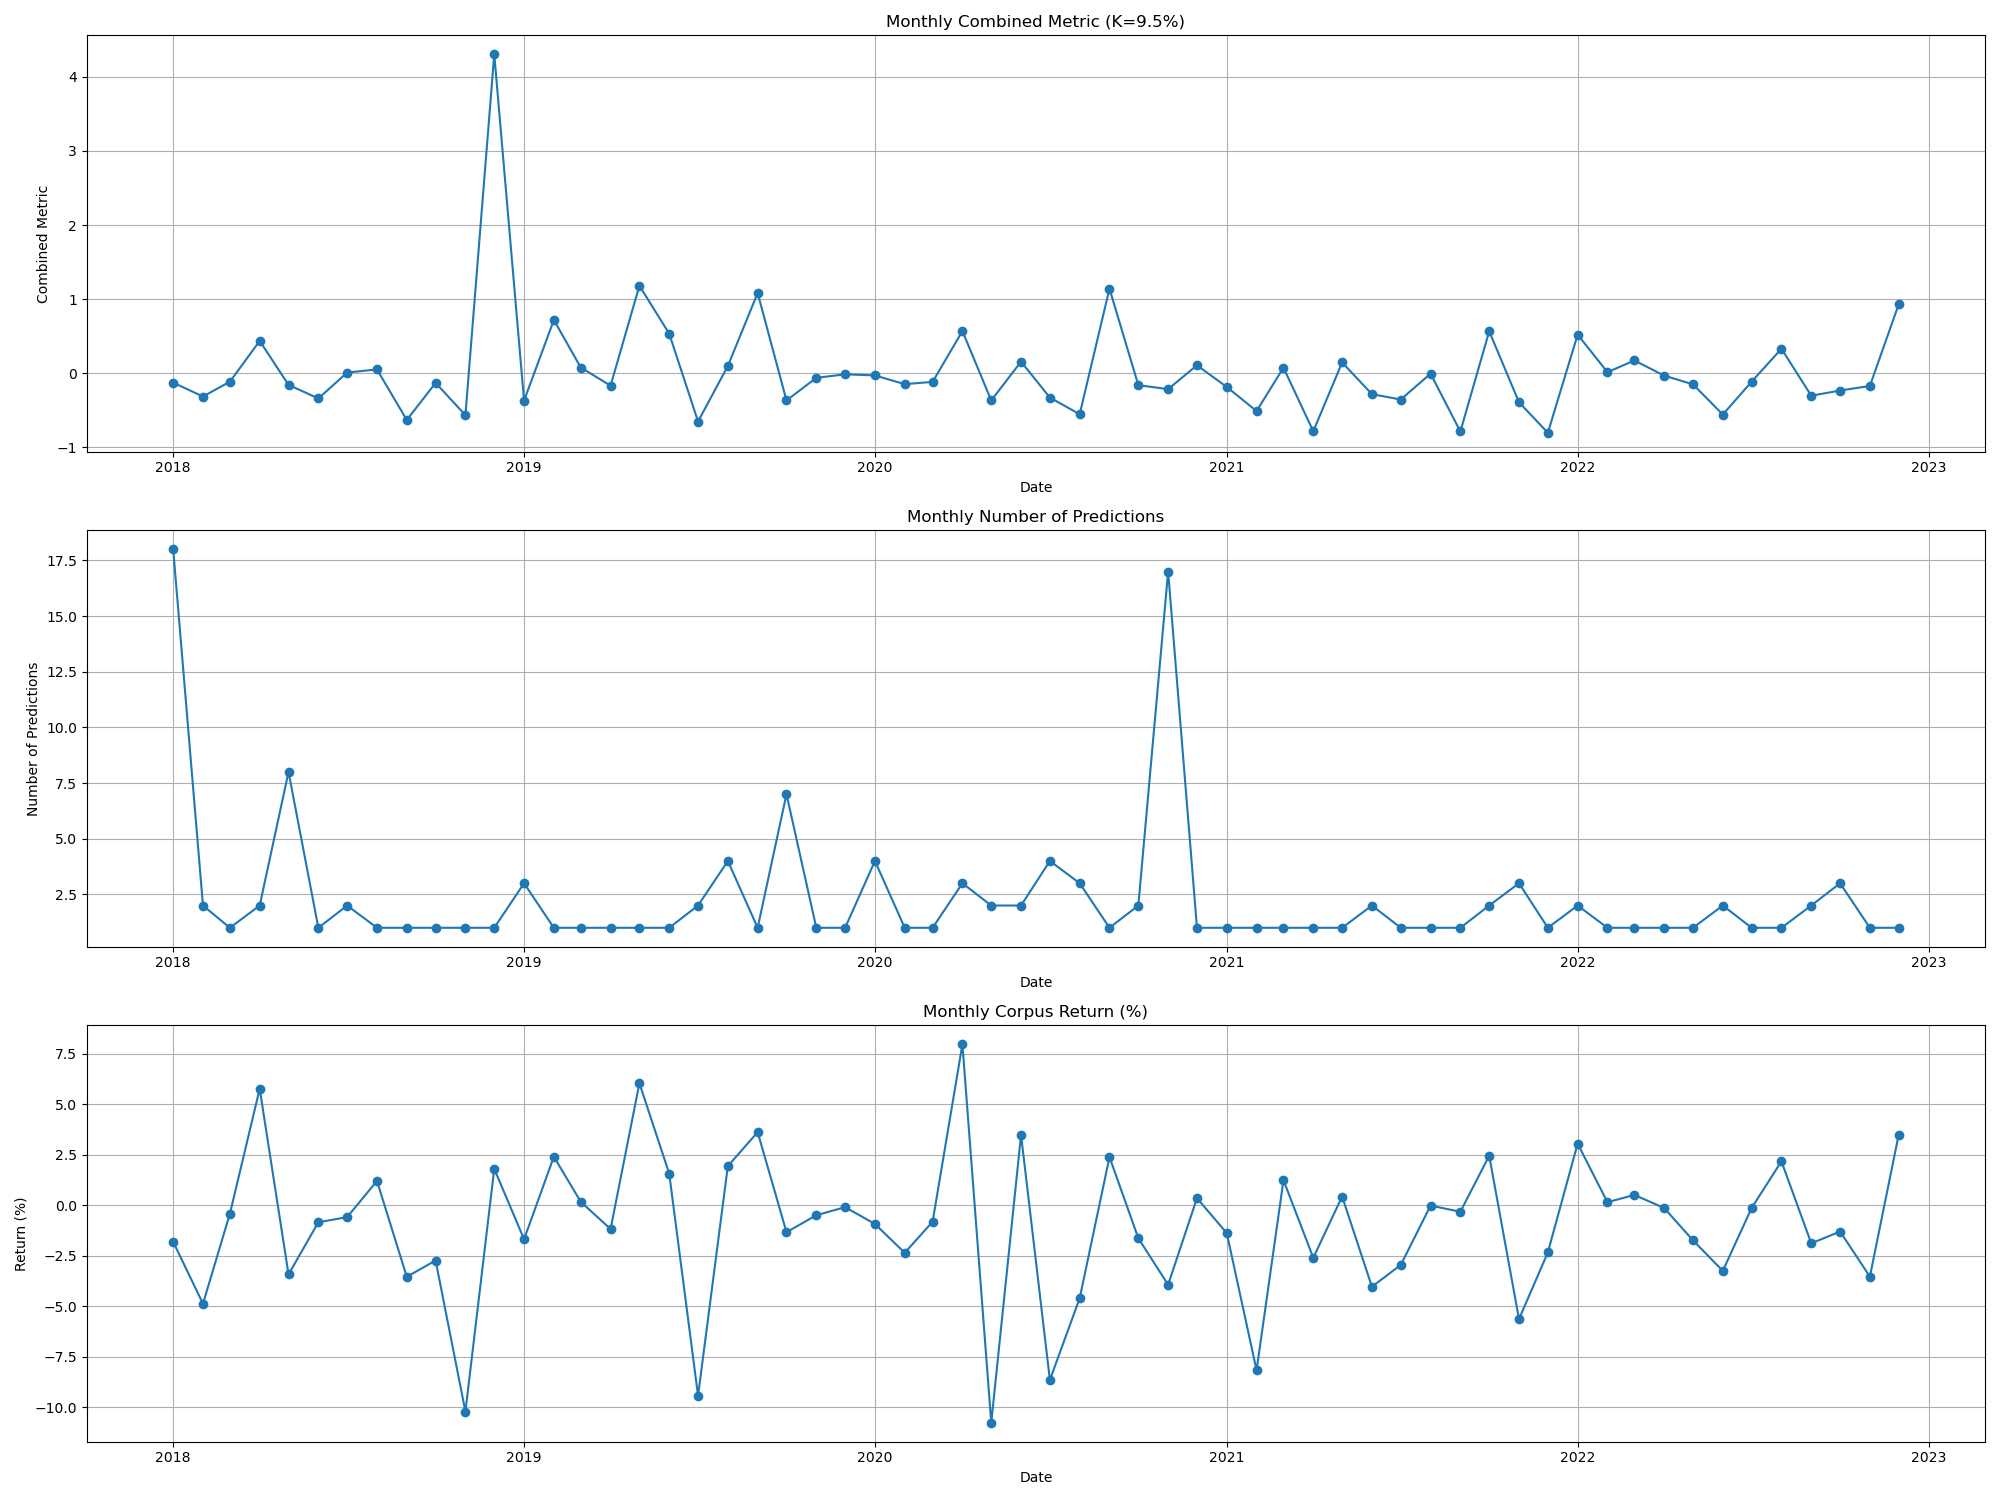 Monthly Combined Metric (K=9.5%)
4
3
2
1
0
−1
Combined Metric
2018 2019 2020 2021 2022 2023
Date
Monthly Number of Predictions
17.5
15.0
12.5
10.0
7.5
5.0
2.5
Number of Predictions
2018 2019 2020 2021 2022 2023
Date
Monthly Corpus Return (%)
7.5
5.0
2.5
0.0
−2.5
−5.0
−7.5
−10.0
Return (%)
2018 2019 2020 2021 2022 2023
Date